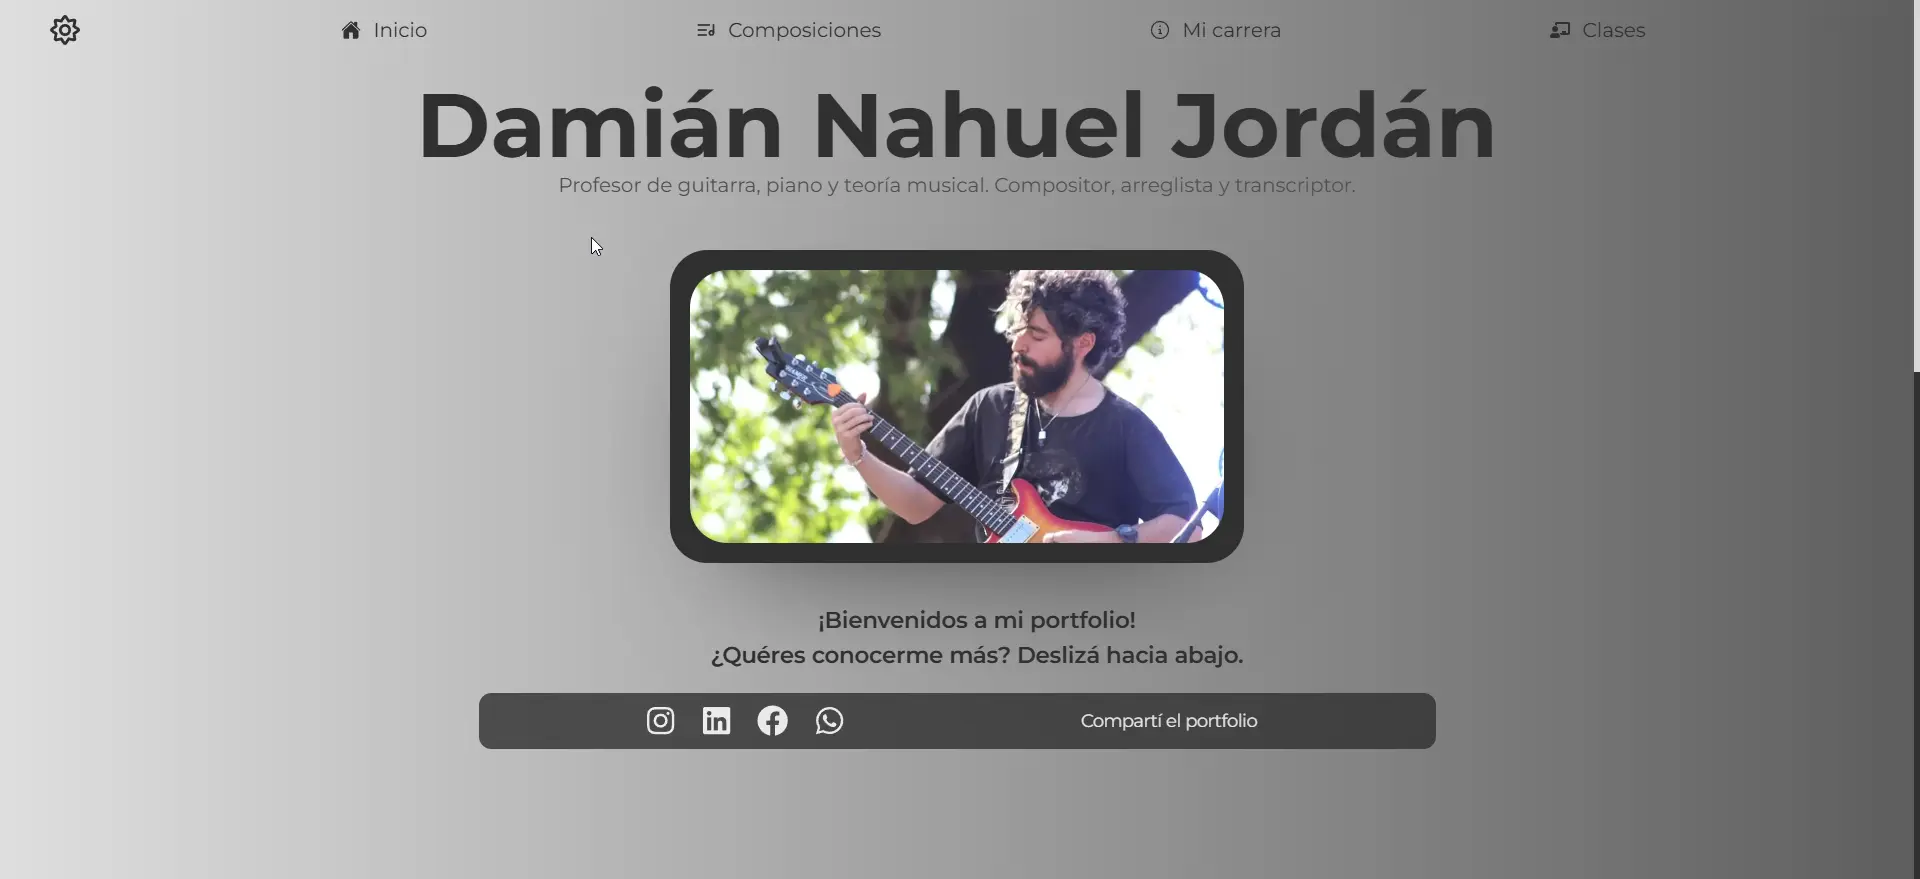 Inicio
Composiciones
Mi carrera
Clases
Damián Nahuel Jordán
Profesor de guitarra, piano y teoría musical. Compositor, arreglista y transcriptor.
¡Bienvenidos a mi portfolio!
¿Quéres conocerme más? Deslizá hacia abajo.
Compartí el portfolio